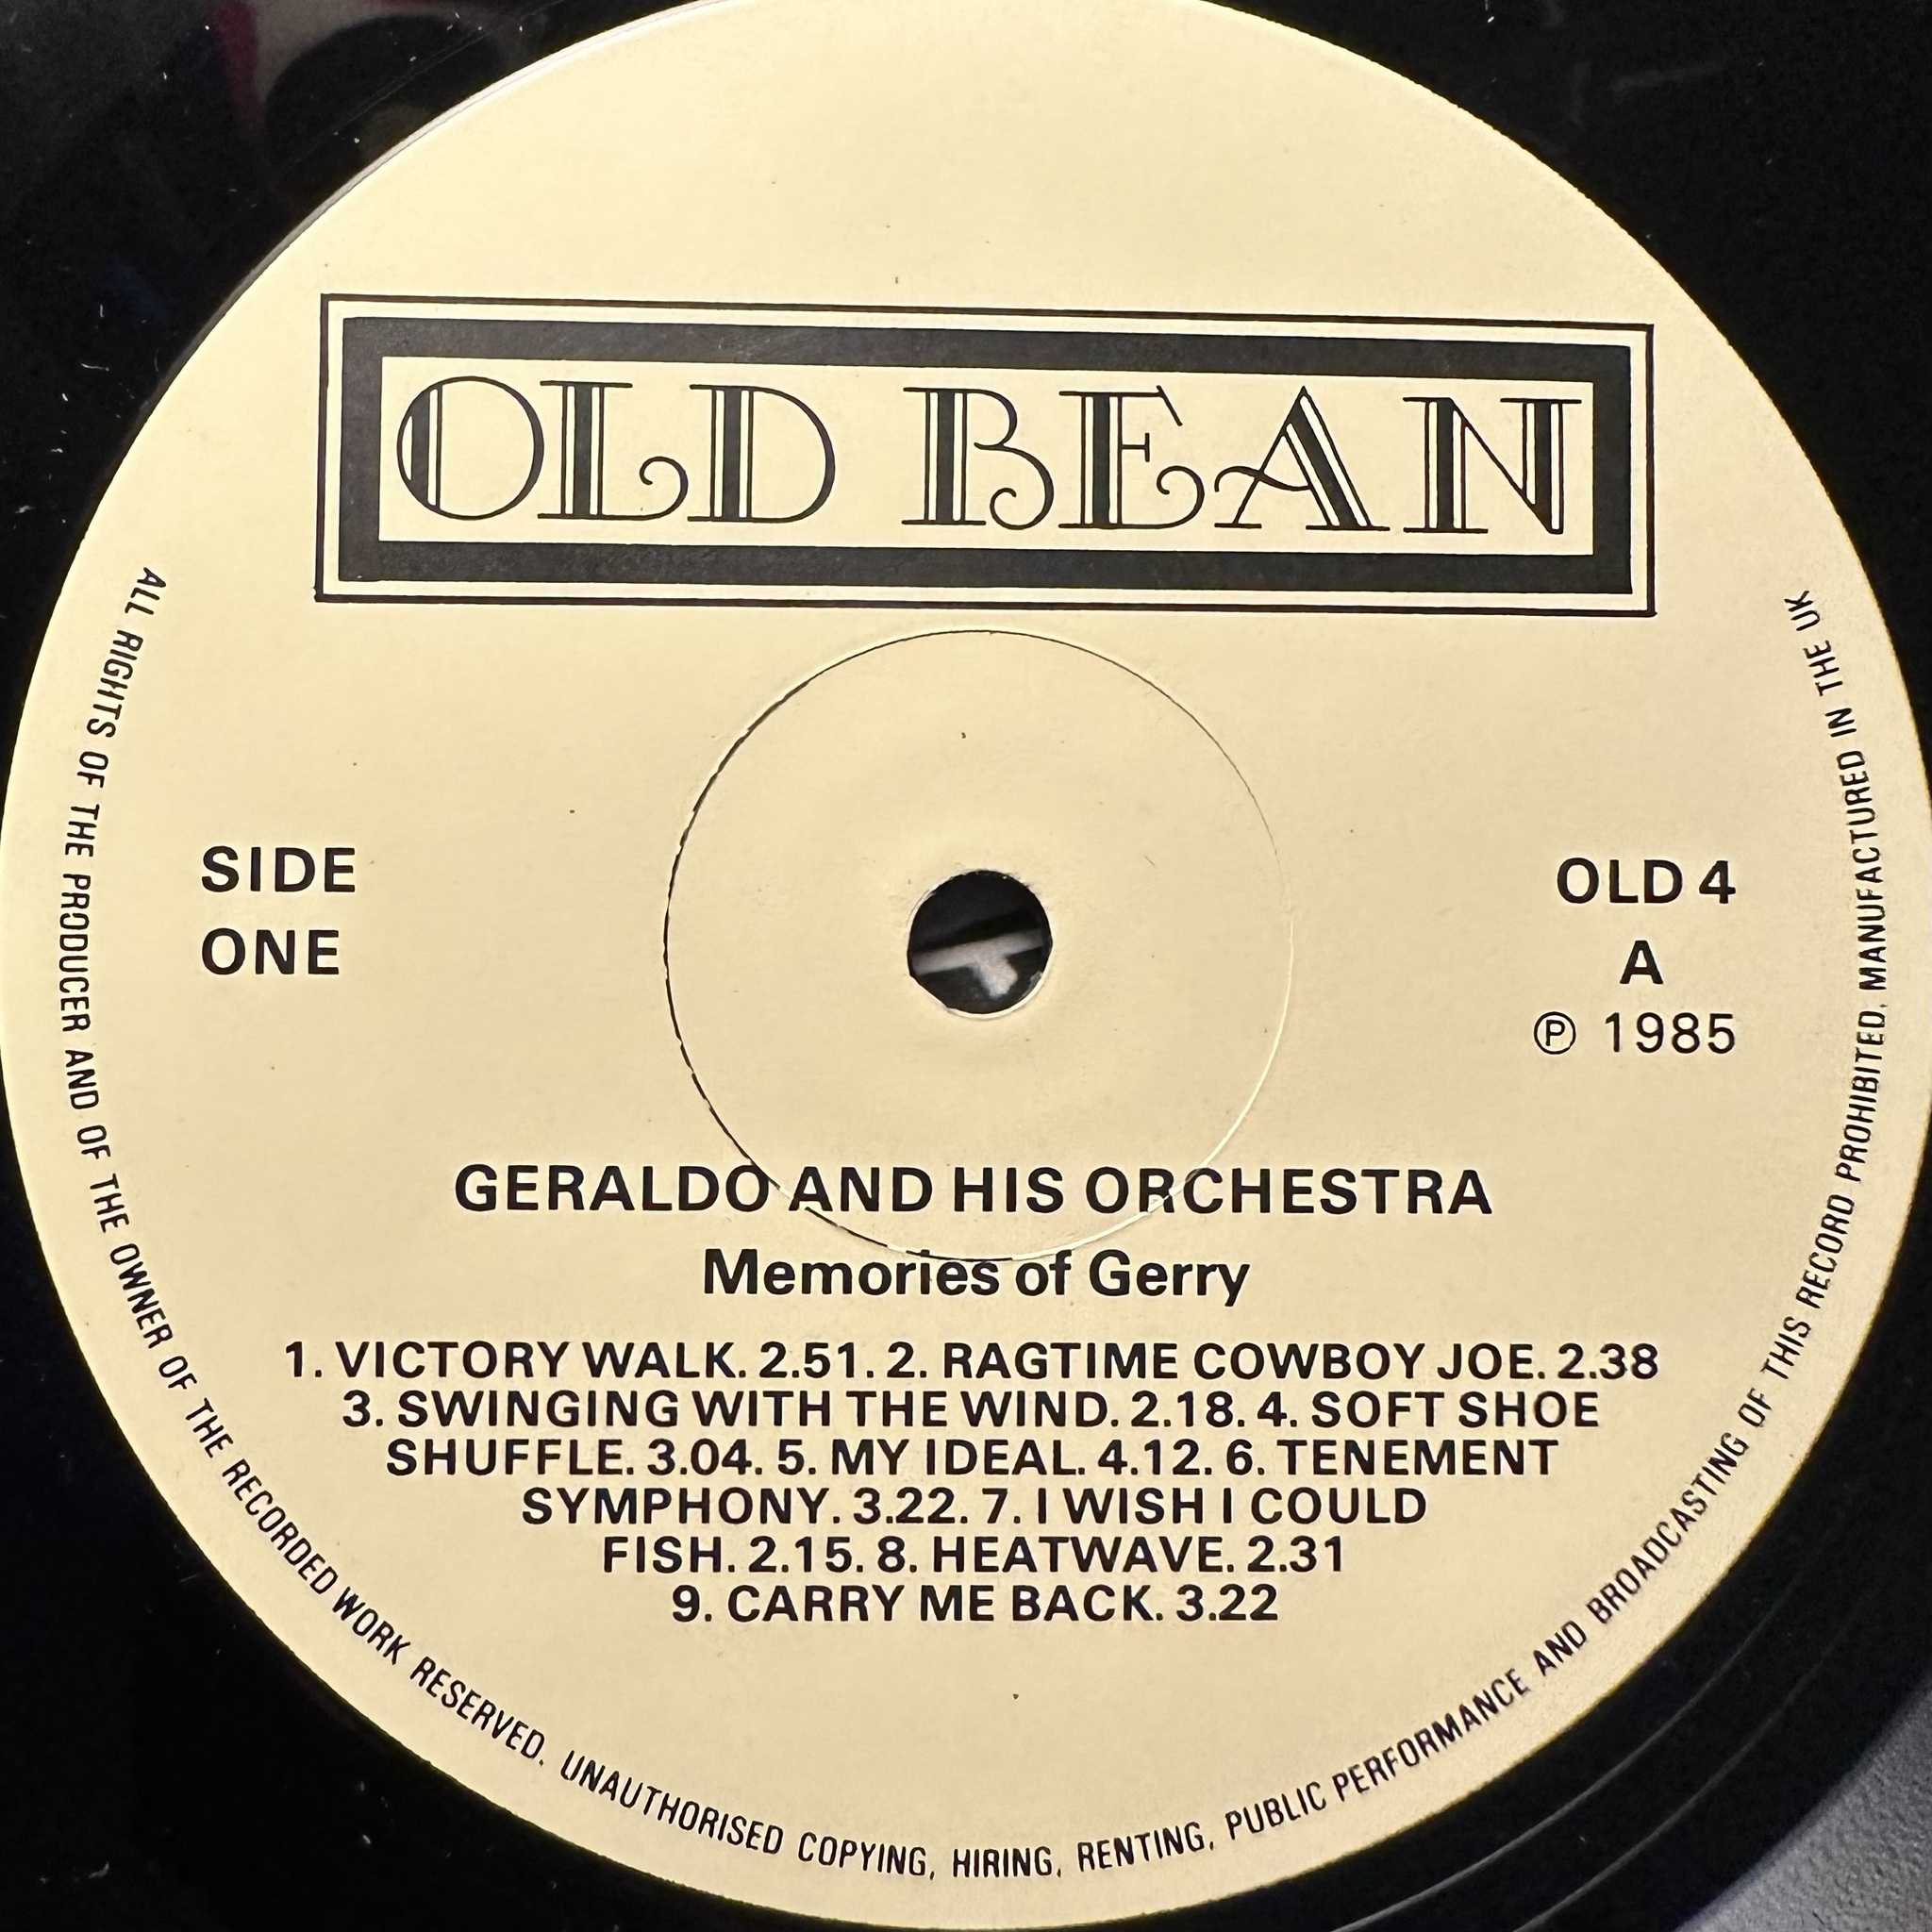 OLD BEAN
SIDE
ONE
OLD 4
A
℗ 1985
GERALDO AND HIS ORCHESTRA
Memories of Gerry
1. VICTORY WALK. 2.51. 2. RAGTIME COWBOY JOE. 2.38
3. SWINGING WITH THE WIND. 2.18. 4. SOFT SHOE
SHUFFLE. 3.04. 5. MY IDEAL. 4.12. 6. TENEMENT
SYMPHONY. 3.22. 7. I WISH I COULD
FISH. 2.15. 8. HEATWAVE. 2.31
9. CARRY ME BACK. 3.22
ALL RIGHTS OF THE PRODUCER AND OF THE OWNER OF THE RECORDED WORK RESERVED. UNAUTHORISED COPYING, HIRING, RENTING, PUBLIC PERFORMANCE AND BROADCASTING OF THIS RECORD PROHIBITED. MANUFACTURED IN THE UK